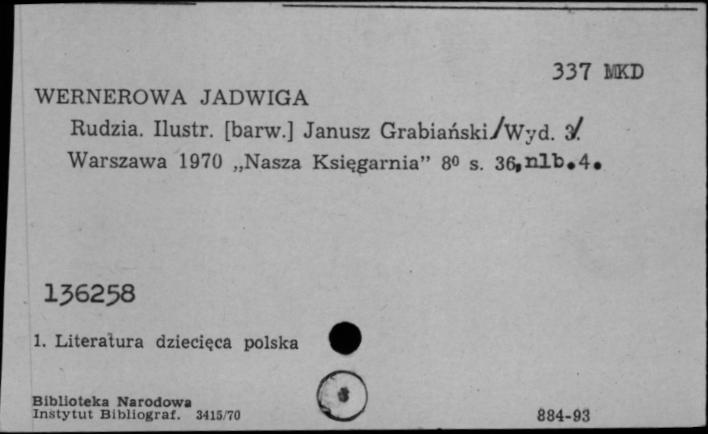 337 MKD
WERNEROWA JADWIGA
Rudzia. Ilustr. [barw.] Janusz Grabiański/Wyd. 3/.
Warszawa 1970 „Nasza Księgarnia” 8⁰ s. 36, nlb.4.
136258
1. Literatura dziecięca polska
Biblioteka Narodowa
Instytut Bibliograf. 3415/70
884-93